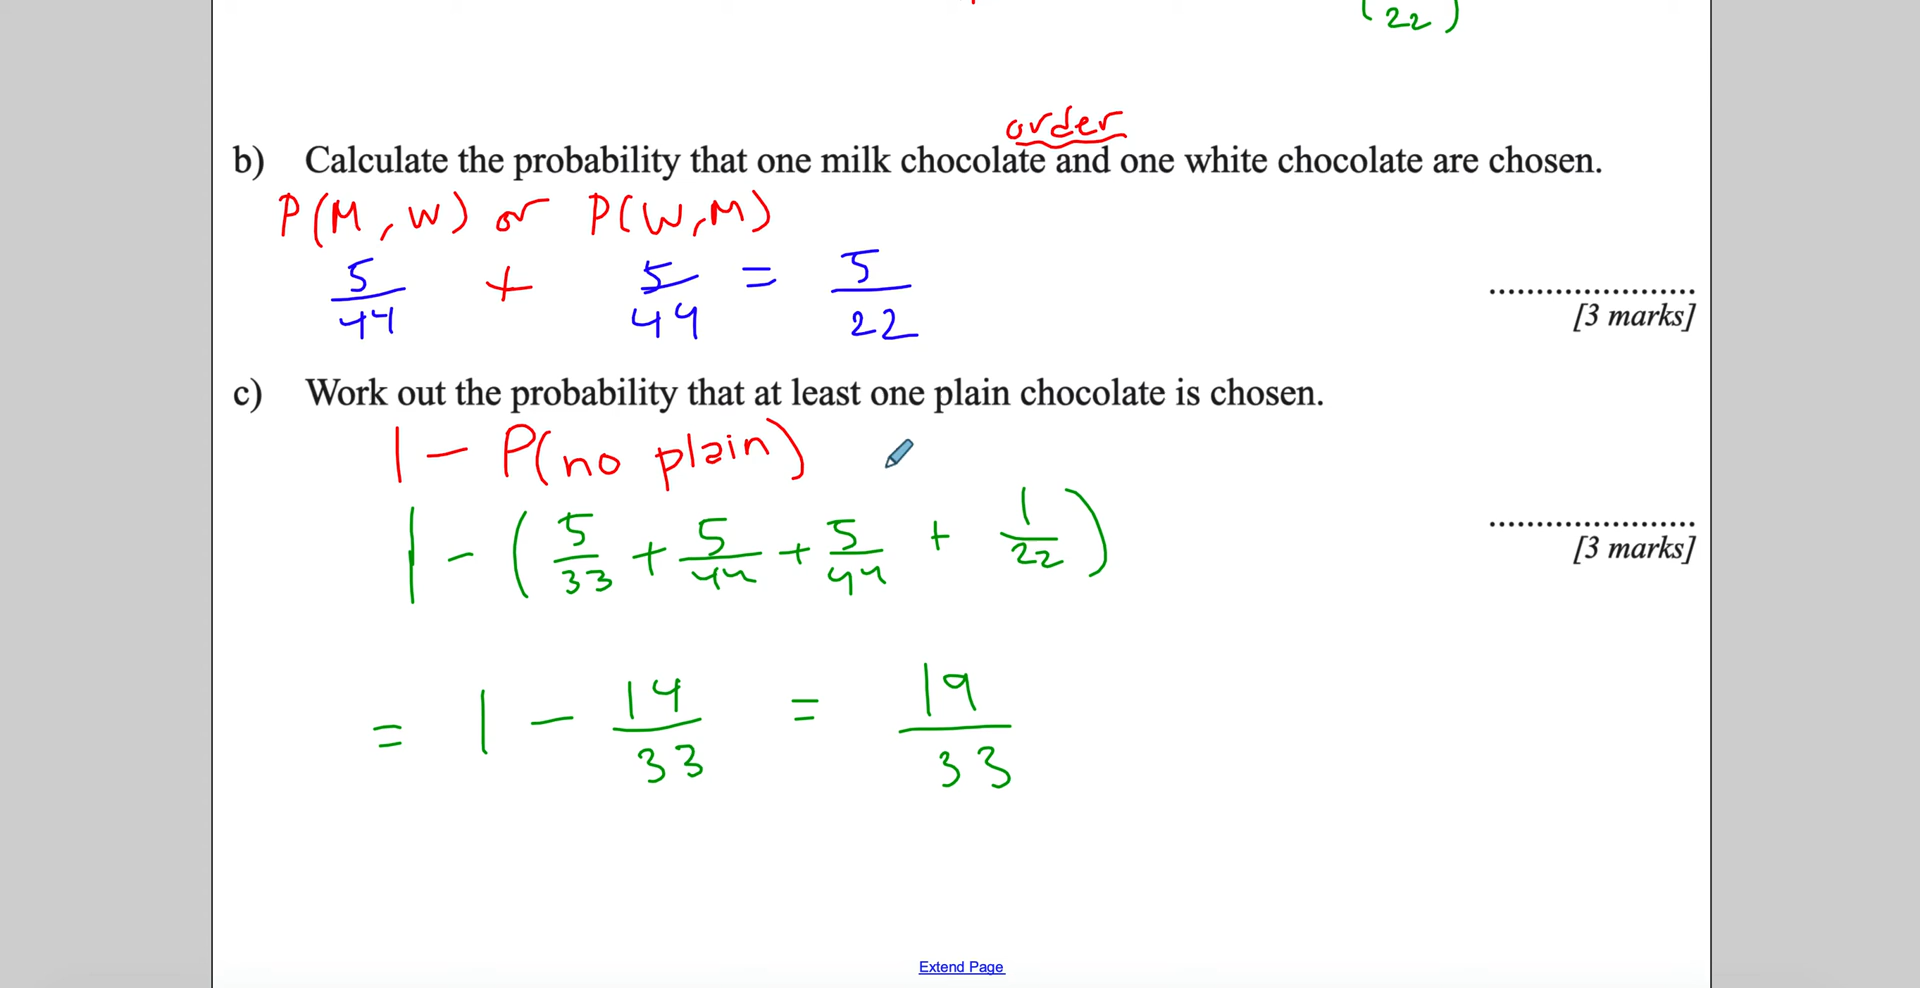 ( 22 )
order
b) Calculate the probability that one milk chocolate and one white chocolate are chosen.
P(M, W) or P(W, M)
5/44 + 5/44 = 5/22
.......................
[3 marks]
c) Work out the probability that at least one plain chocolate is chosen.
1 - P(no plain)
1 - (5/33 + 5/44 + 5/44 + 1/22)
.......................
[3 marks]
= 1 - 14/33 = 19/33
Extend Page